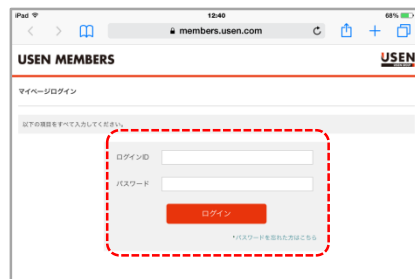 iPad 12:40 68%
members.usen.com
USEN MEMBERS USEN
マイページログイン
以下の項目をすべて入力してください。
ログインID
パスワード
ログイン
*パスワードを忘れた方はこちら